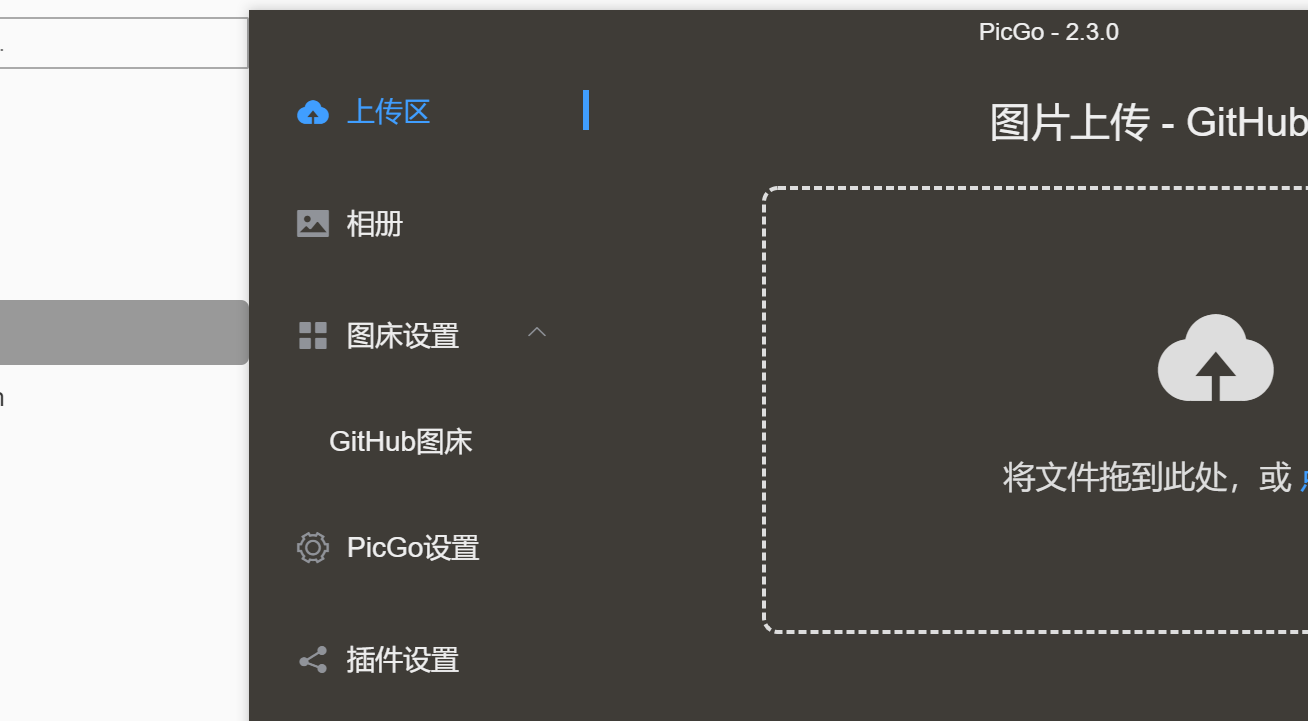 PicGo - 2.3.0
上传区
图片上传 - GitHub
相册
图床设置
GitHub图床
将文件拖到此处，或
PicGo设置
插件设置